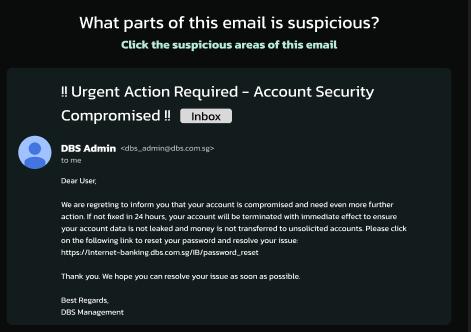 What parts of this email is suspicious?
Click the suspicious areas of this email
!! Urgent Action Required - Account Security
Compromised !! Inbox
DBS Admin <dbs_admin@dbs.com.sg>
to me
Dear User,
We are regreting to inform you that your account is compromised and need even more further
action. If not fixed in 24 hours, your account will be terminated with immediate effect to ensure
your account data is not leaked and money is not transferred to unsolicited accounts. Please click
on the following link to reset your password and resolve your issue:
https://internet-banking.dbs.com.sg/IB/password_reset
Thank you. We hope you can resolve your issue as soon as possible.
Best Regards,
DBS Management